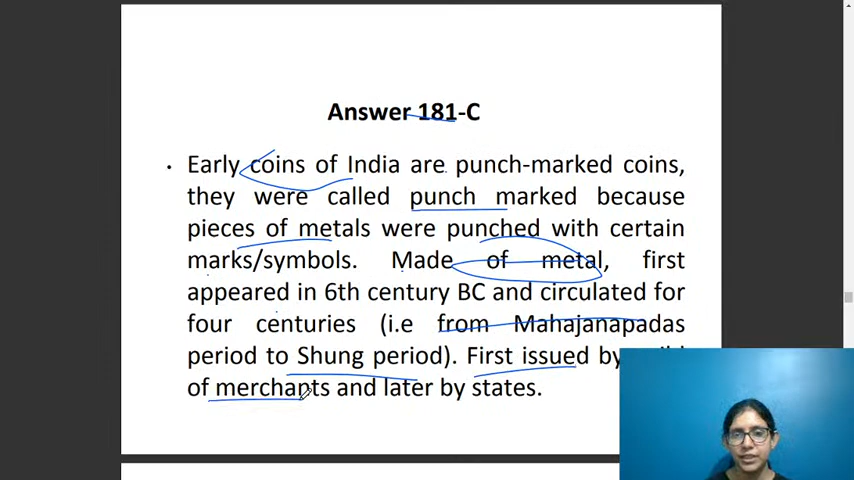 Answer 181-C
• Early coins of India are punch-marked coins,
they were called punch marked because
pieces of metals were punched with certain
marks/symbols. Made of metal, first
appeared in 6th century BC and circulated for
four centuries (i.e from Mahajanapadas
period to Shung period). First issued by
of merchants and later by states.